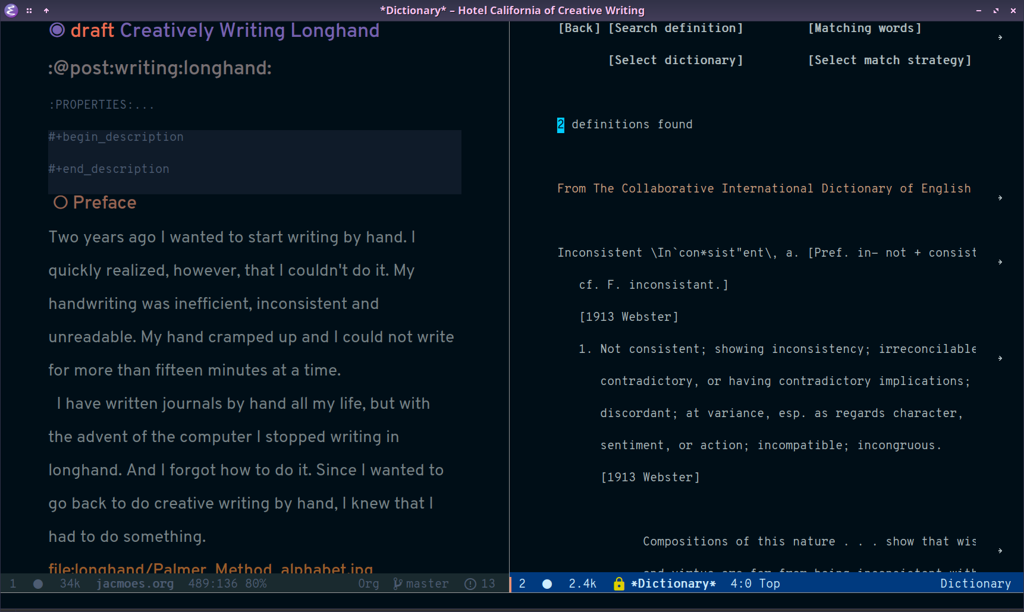 *Dictionary* – Hotel California of Creative Writing
draft Creatively Writing Longhand
:@post:writing:longhand:
:PROPERTIES:...
#+begin_description
#+end_description
Preface
Two years ago I wanted to start writing by hand. I
quickly realized, however, that I couldn't do it. My
handwriting was inefficient, inconsistent and
unreadable. My hand cramped up and I could not write
for more than fifteen minutes at a time.
I have written journals by hand all my life, but with
the advent of the computer I stopped writing in
longhand. And I forgot how to do it. Since I wanted to
go back to do creative writing by hand, I knew that I
had to do something.
file:longhand/Palmer_Method_alphabet.jpg
1 34k jacmoes.org 489:136 80% Org master 13
[Back] [Search definition] [Matching words]
[Select dictionary] [Select match strategy]
2 definitions found
From The Collaborative International Dictionary of English
Inconsistent \In`con*sist"ent\, a. [Pref. in- not + consist
cf. F. inconsistant.]
[1913 Webster]
1. Not consistent; showing inconsistency; irreconcilable
contradictory, or having contradictory implications;
discordant; at variance, esp. as regards character,
sentiment, or action; incompatible; incongruous.
[1913 Webster]
Compositions of this nature . . . show that wis
and virtue are far from being inconsistent with
2 2.4k *Dictionary* 4:0 Top Dictionary